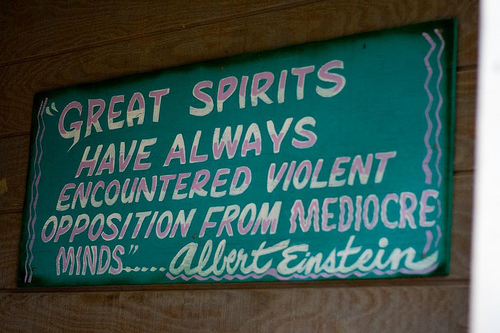 "GREAT SPIRITS
HAVE ALWAYS
ENCOUNTERED VIOLENT
OPPOSITION FROM MEDIOCRE
MINDS"..... Albert Einstein